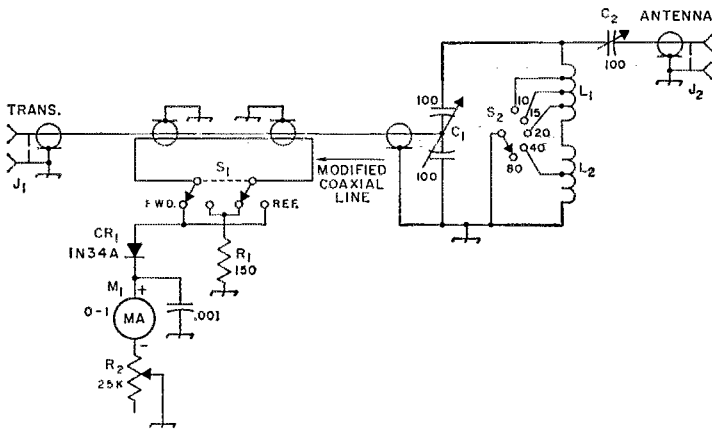 C2
ANTENNA
100
J2
TRANS.
J1
100
C1
100
S2
10
15
20
40
80
L1
L2
S1
MODIFIED
COAXIAL
LINE
FWD.
REF.
CR1
1N34A
R1
150
M1
+
0-1
MA
-
.001
R2
25K